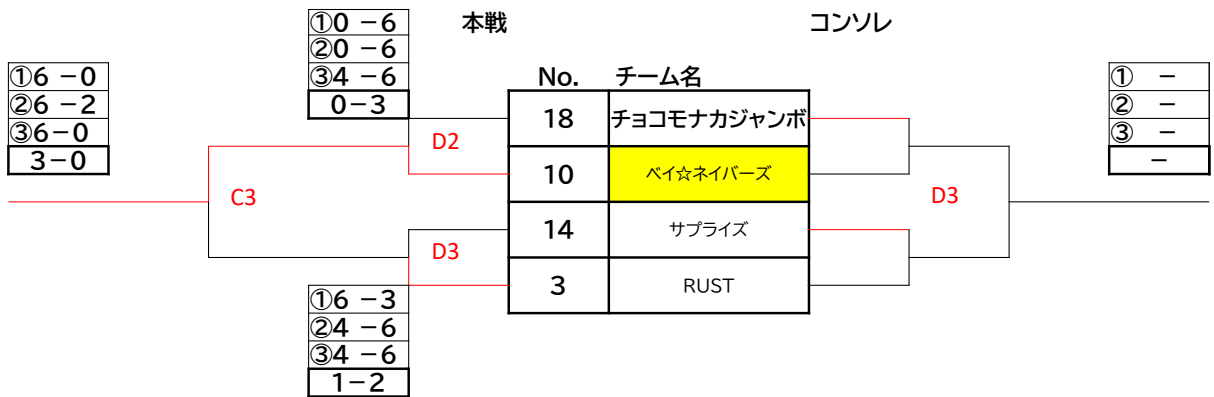 本戦
コンソレ
①0 −6
②0 −6
③4 −6
0−3
①6 −0
②6 −2
③6−0
3−0
No. チーム名
18 チョコモナカジャンボ
10 ベイ☆ネイバーズ
14 サプライズ
3 RUST
D2
C3
D3
①6 −3
②4 −6
③4 −6
1−2
① −
② −
③ −
−
D3